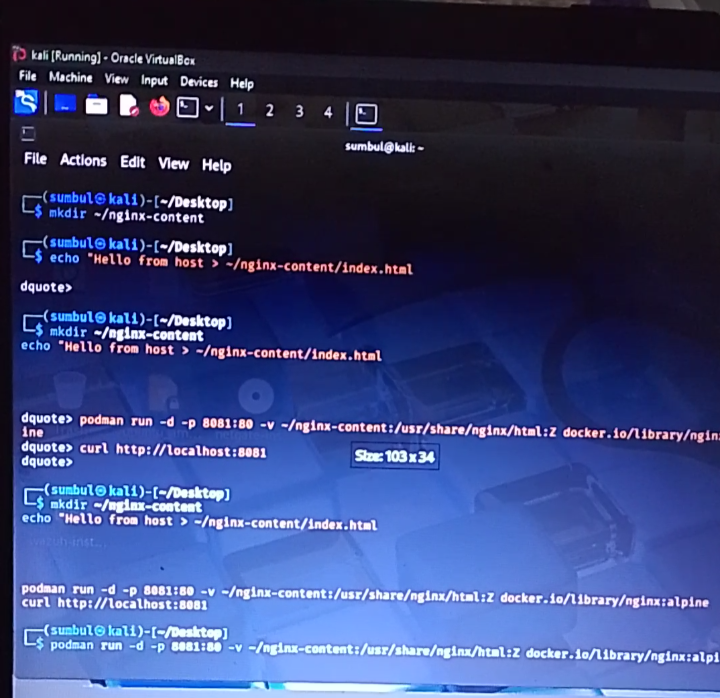 kali [Running] - Oracle VirtualBox
File Machine View Input Devices Help
1 2 3 4
sumbul@kali: ~
File Actions Edit View Help
(sumbul㉿kali)-[~/Desktop]
$ mkdir ~/nginx-content
(sumbul㉿kali)-[~/Desktop]
$ echo "Hello from host > ~/nginx-content/index.html
dquote>
(sumbul㉿kali)-[~/Desktop]
$ mkdir ~/nginx-content
echo "Hello from host > ~/nginx-content/index.html
dquote> podman run -d -p 8081:80 -v ~/nginx-content:/usr/share/nginx/html:Z docker.io/library/ngin
ine
dquote> curl http://localhost:8081
dquote>
Size: 103 x 34
(sumbul㉿kali)-[~/Desktop]
$ mkdir ~/nginx-content
echo "Hello from host > ~/nginx-content/index.html
podman run -d -p 8081:80 -v ~/nginx-content:/usr/share/nginx/html:Z docker.io/library/nginx:alpine
curl http://localhost:8081
(sumbul㉿kali)-[~/Desktop]
$ podman run -d -p 8081:80 -v ~/nginx-content:/usr/share/nginx/html:Z docker.io/library/nginx:alpi